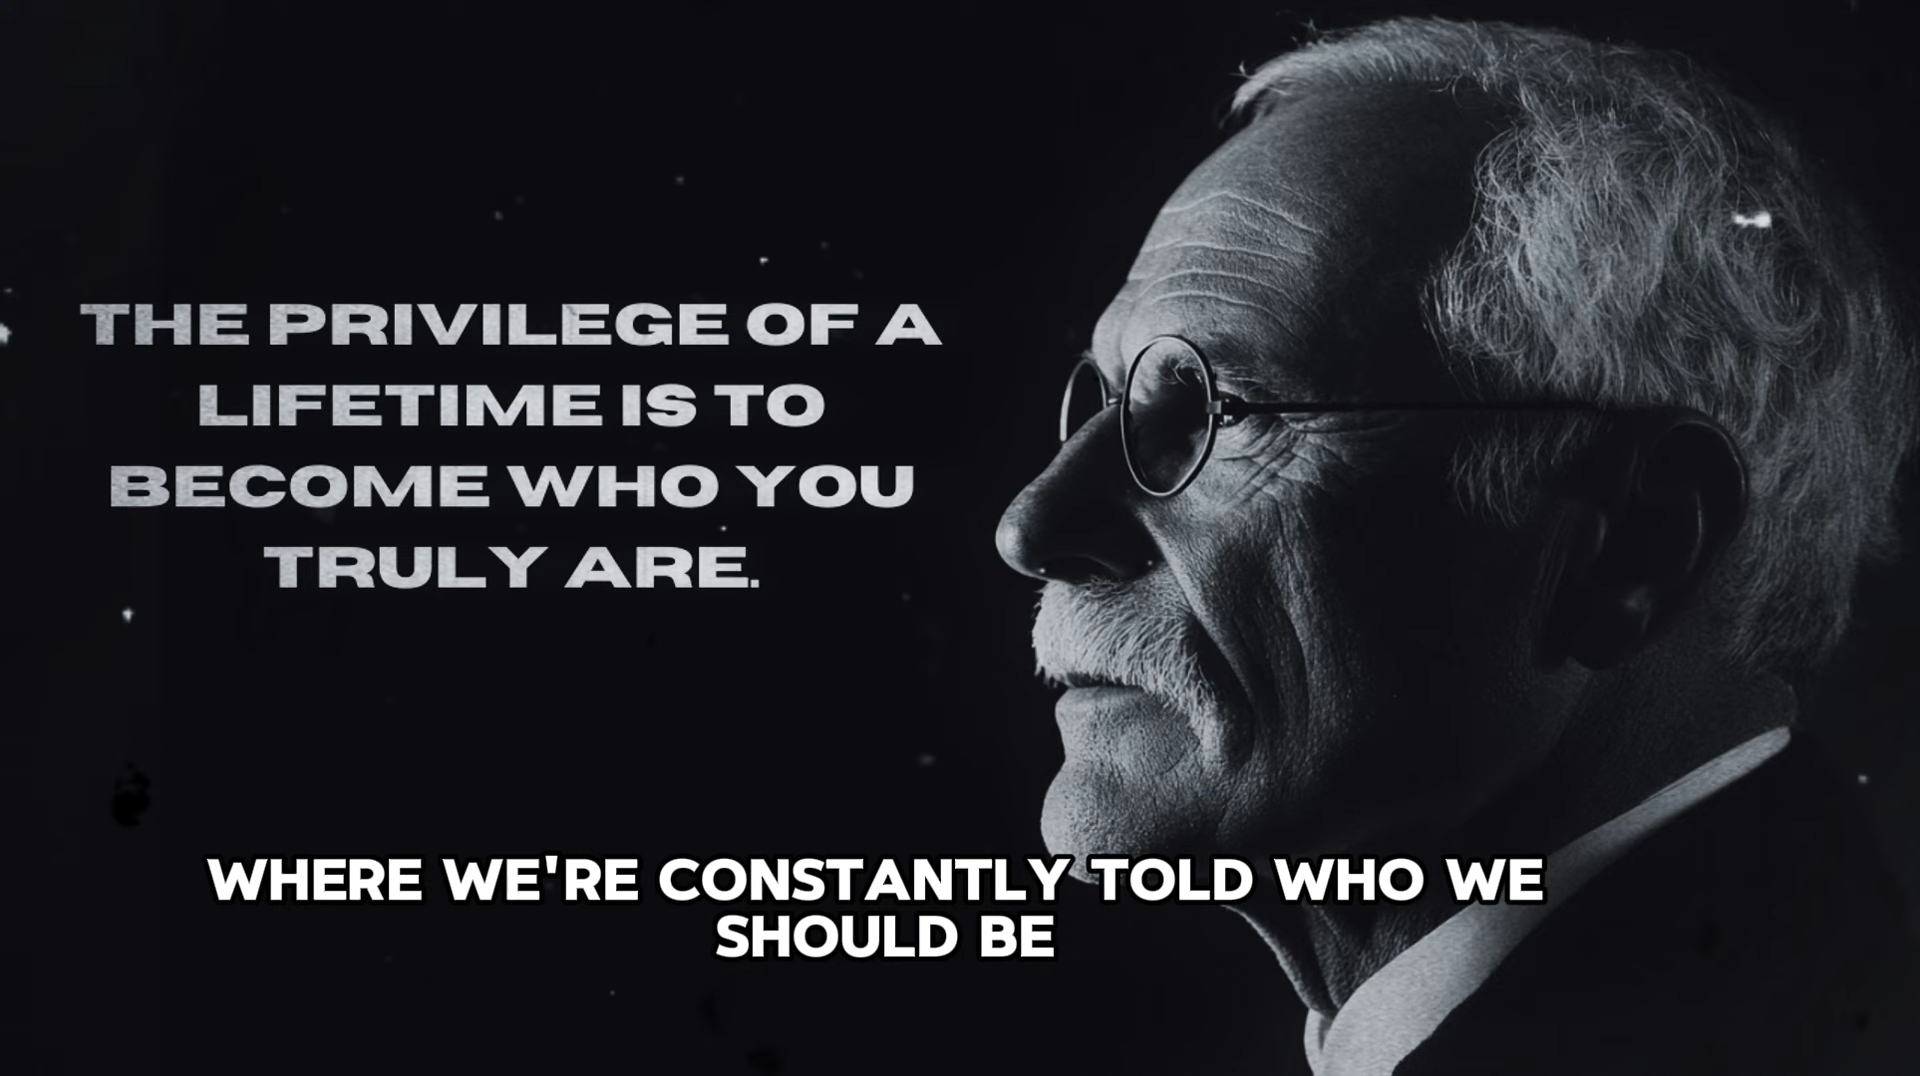 THE PRIVILEGE OF A
LIFETIME IS TO
BECOME WHO YOU
TRULY ARE.
WHERE WE'RE CONSTANTLY TOLD WHO WE
SHOULD BE